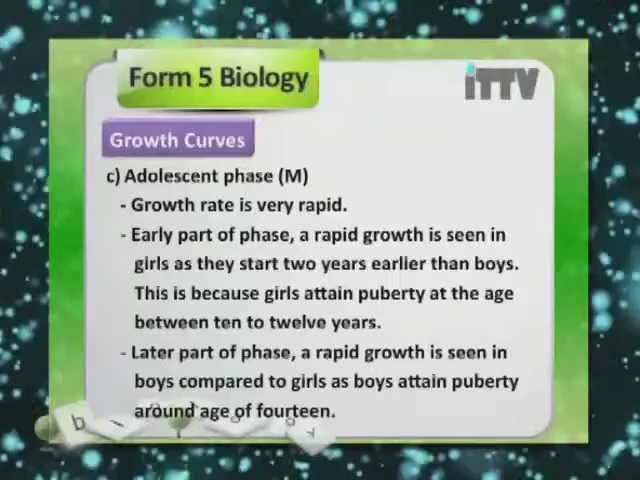 Form 5 Biology
iTTV
Growth Curves
c) Adolescent phase (M)
- Growth rate is very rapid.
- Early part of phase, a rapid growth is seen in
girls as they start two years earlier than boys.
This is because girls attain puberty at the age
between ten to twelve years.
- Later part of phase, a rapid growth is seen in
boys compared to girls as boys attain puberty
around age of fourteen.
b